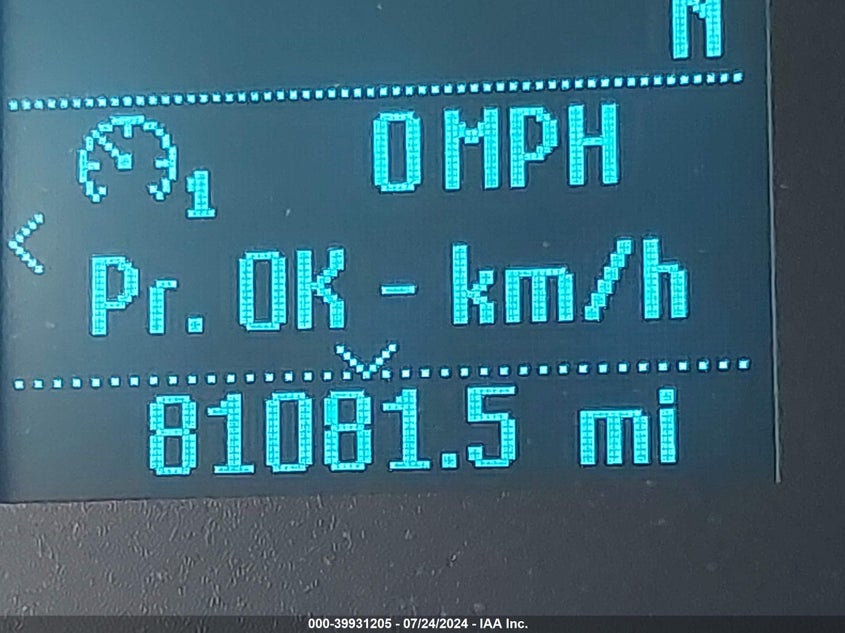 N
0 MPH
1
Pr. OK - km/h
81081.5 mi
000-39931205 - 07/24/2024 - IAA Inc.